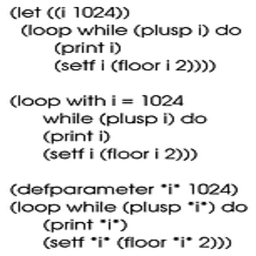 (let ((i 1024))
(loop while (plusp i) do
(print i)
(setf i (floor i 2))))
(loop with i = 1024
while (plusp i) do
(print i)
(setf i (floor i 2)))
(defparameter *i* 1024)
(loop while (plusp *i*) do
(print *i*)
(setf *i* (floor *i* 2)))